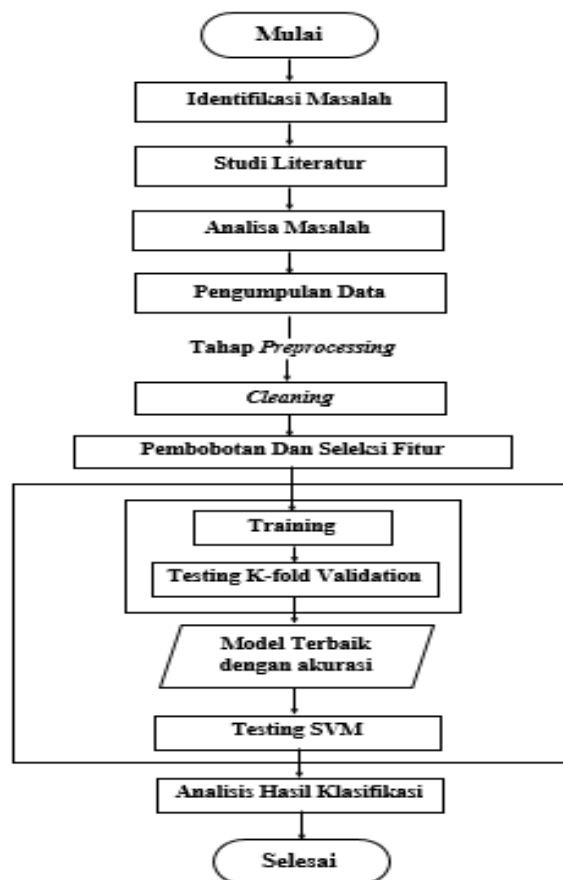 Mulai
Identifikasi Masalah
Studi Literatur
Analisa Masalah
Pengumpulan Data
Tahap Preprocessing
Cleaning
Pembobotan Dan Seleksi Fitur
Training
Testing K-fold Validation
Model Terbaik
dengan akurasi
Testing SVM
Analisis Hasil Klasifikasi
Selesai